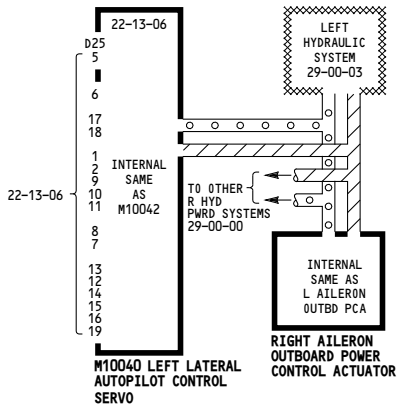 22-13-06
D25
5
6
17
18
1
2
9
10
11
8
7
13
12
14
15
16
19
22-13-06
INTERNAL
SAME
AS
M10042
M10040 LEFT LATERAL
AUTOPILOT CONTROL
SERVO
LEFT
HYDRAULIC
SYSTEM
29-00-03
TO OTHER
R HYD
PWRD SYSTEMS
29-00-00
INTERNAL
SAME AS
L AILERON
OUTBD PCA
RIGHT AILERON
OUTBOARD POWER
CONTROL ACTUATOR